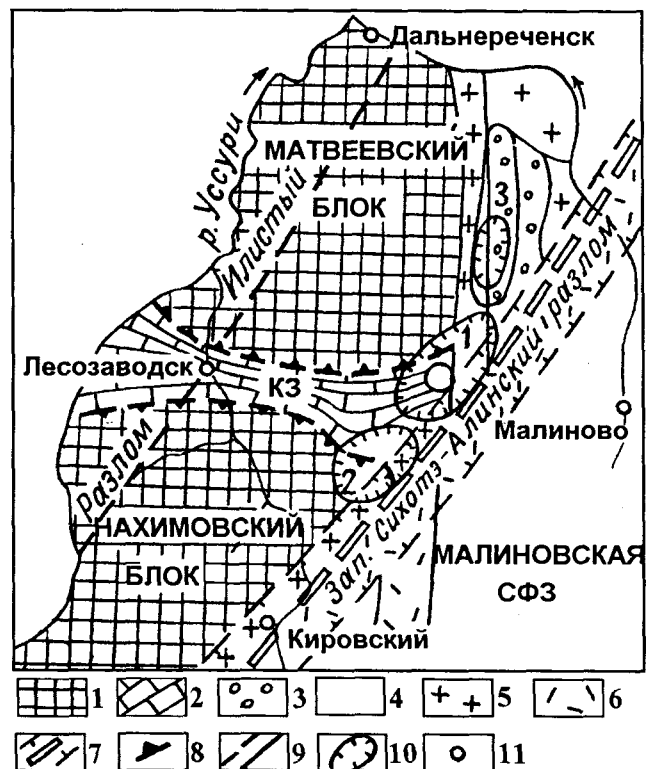 Дальнереченск
р. Уссури
МАТВЕЕВСКИЙ
БЛОК
Илистый
3
Зап. Сихотэ-Алинский разлом
1
Лесозаводск
КЗ
Малиново
2
Разлом
НАХИМОВСКИЙ
БЛОК
МАЛИНОВСКАЯ
СФЗ
Кировский
1 2 3 4 5 6
7 8 9 10 11